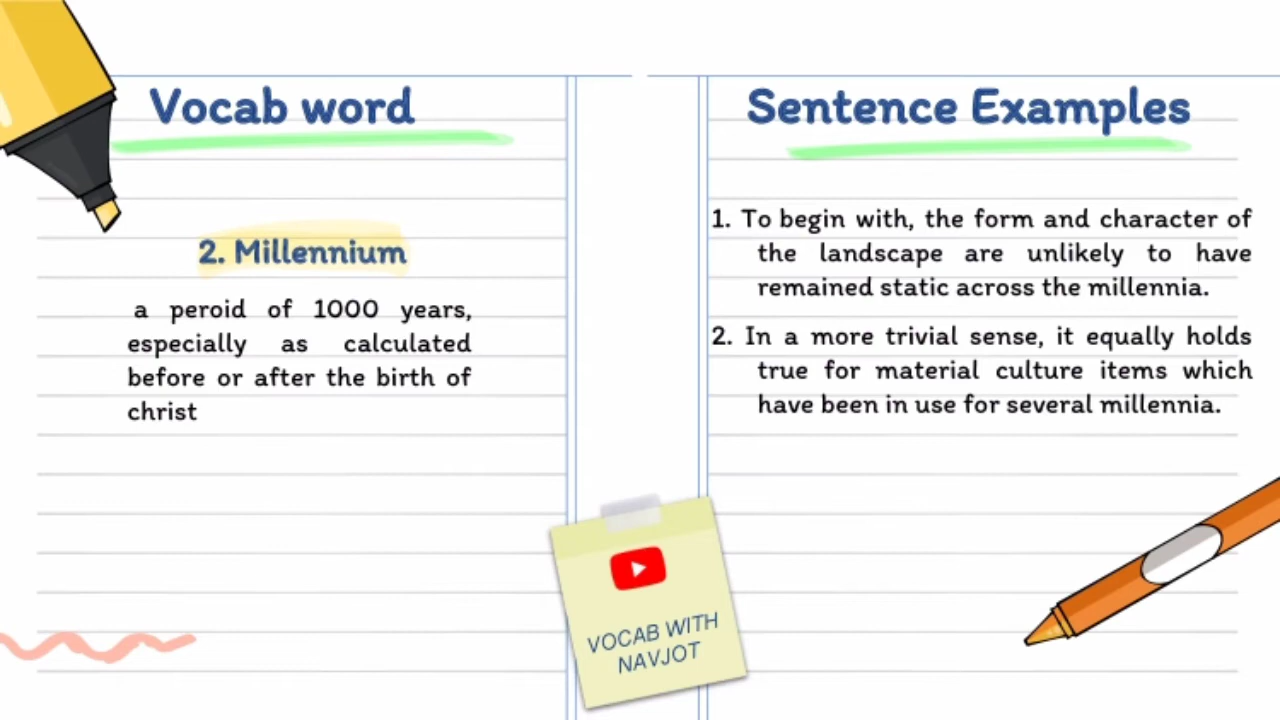 Vocab word
2. Millennium
a peroid of 1000 years,
especially as calculated
before or after the birth of
christ
Sentence Examples
1. To begin with, the form and character of
the landscape are unlikely to have
remained static across the millennia.
2. In a more trivial sense, it equally holds
true for material culture items which
have been in use for several millennia.
VOCAB WITH
NAVJOT